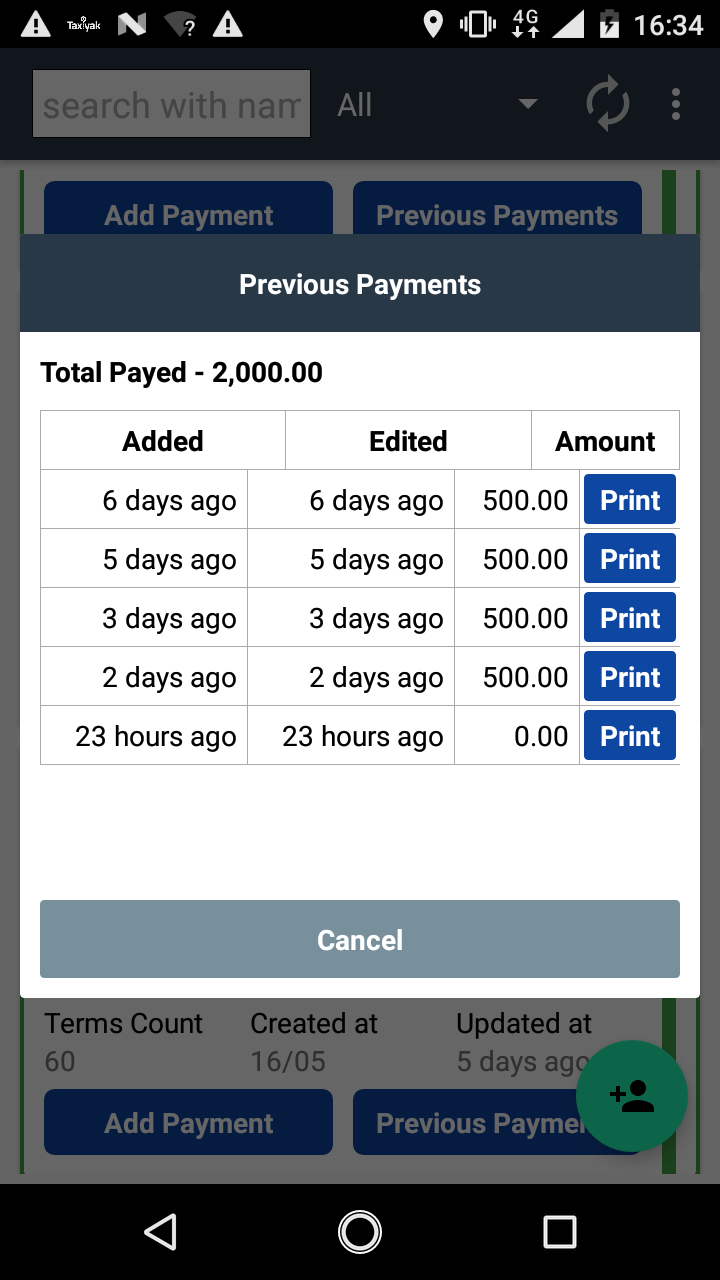 Taxiyak
?
4G
16:34
search with nam
All
Add Payment
Previous Payments
Previous Payments
Total Payed - 2,000.00
Added Edited Amount
6 days ago 6 days ago 500.00 Print
5 days ago 5 days ago 500.00 Print
3 days ago 3 days ago 500.00 Print
2 days ago 2 days ago 500.00 Print
23 hours ago 23 hours ago 0.00 Print
Cancel
Terms Count Created at Updated at
60 16/05 5 days ago
Add Payment
Previous Payme